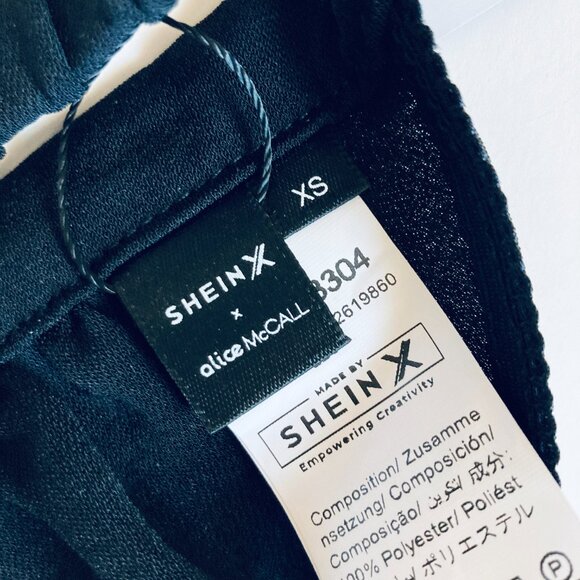 XS
SHEIN X
×
alice McCALL
3304
2619860
MADE BY
SHEIN X
Empowering Creativity
Composition/ Zusamme
nsetzung/ Composición/
Composição/ تكوين/ 成分:
100% Polyester/ Poliést
ポリエステル
P